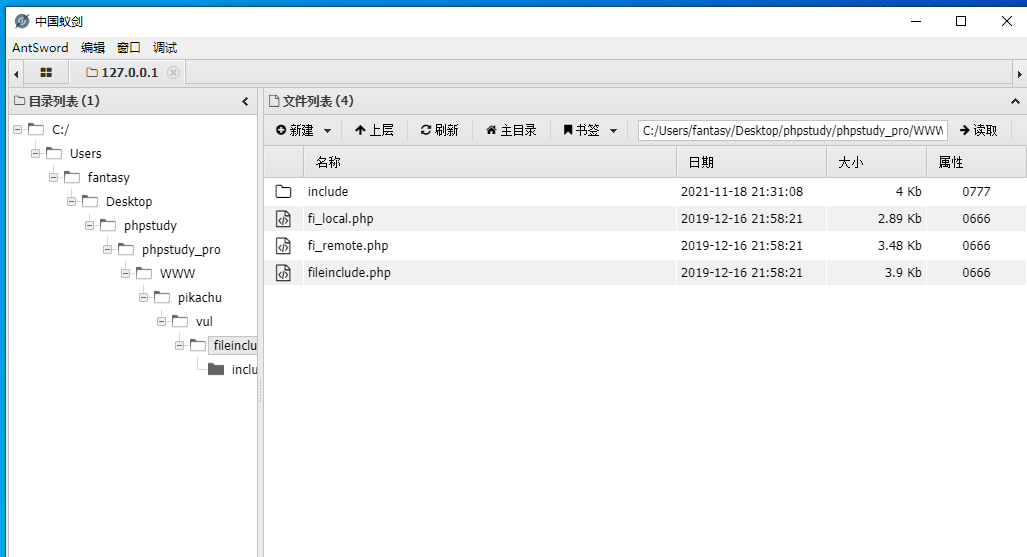 中国蚁剑
AntSword 编辑 窗口 调试
127.0.0.1
目录列表 (1)
C:/
Users
fantasy
Desktop
phpstudy
phpstudy_pro
WWW
pikachu
vul
fileinclu
inclu
文件列表 (4)
新建 上层 刷新 主目录 书签 C:/Users/fantasy/Desktop/phpstudy/phpstudy_pro/WWW 读取
名称 日期 大小 属性
include 2021-11-18 21:31:08 4 Kb 0777
fi_local.php 2019-12-16 21:58:21 2.89 Kb 0666
fi_remote.php 2019-12-16 21:58:21 3.48 Kb 0666
fileinclude.php 2019-12-16 21:58:21 3.9 Kb 0666